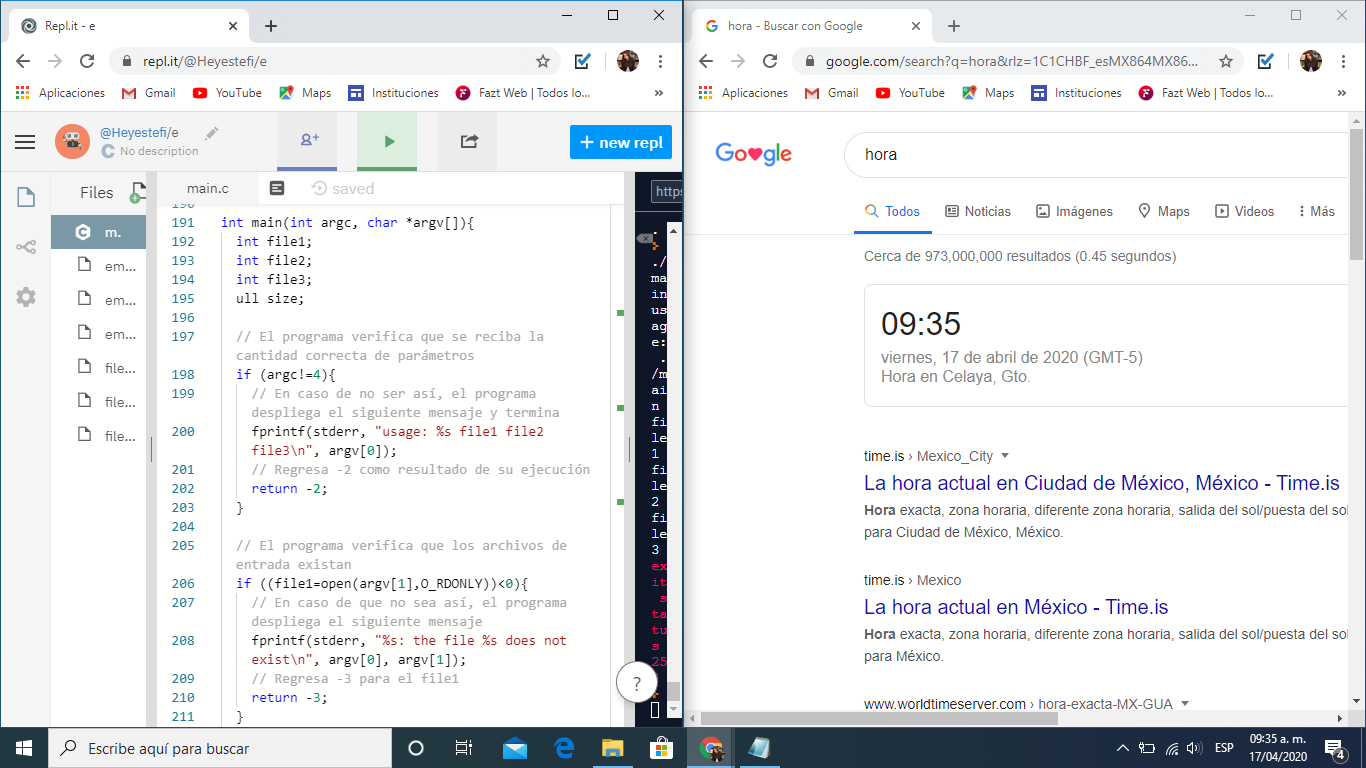 Repl.it - e
repl.it/@Heyestefi/e
Aplicaciones Gmail YouTube Maps Instituciones Fazt Web | Todos lo... »
@Heyestefi/e
C No description
+ new repl
Files
main.c saved
https
m.
em...
em...
em...
file...
file...
file...
190
191 int main(int argc, char *argv[]){
192 int file1;
193 int file2;
194 int file3;
195 ull size;
196
197 // El programa verifica que se reciba la
cantidad correcta de parámetros
198 if (argc!=4){
199 // En caso de no ser así, el programa
despliega el siguiente mensaje y termina
200 fprintf(stderr, "usage: %s file1 file2
file3\n", argv[0]);
201 // Regresa -2 como resultado de su ejecución
202 return -2;
203 }
204
205 // El programa verifica que los archivos de
entrada existan
206 if ((file1=open(argv[1],O_RDONLY))<0){
207 // En caso de que no sea así, el programa
despliega el siguiente mensaje
208 fprintf(stderr, "%s: the file %s does not
exist\n", argv[0], argv[1]);
209 // Regresa -3 para el file1
210 return -3;
211 }
./
ma
in
us
ag
e:
.
/m
ai
n
fi
le
1
fi
le
2
fi
le
3
ex
it
s
ta
tu
s
25
?
hora - Buscar con Google
google.com/search?q=hora&rlz=1C1CHBF_esMX864MX86...
Aplicaciones Gmail YouTube Maps Instituciones Fazt Web | Todos lo... »
Google
hora
Todos Noticias Imágenes Maps Videos Más
Cerca de 973,000,000 resultados (0.45 segundos)
09:35
viernes, 17 de abril de 2020 (GMT-5)
Hora en Celaya, Gto.
time.is › Mexico_City
La hora actual en Ciudad de México, México - Time.is
Hora exacta, zona horaria, diferente zona horaria, salida del sol/puesta del sol
para Ciudad de México, México.
time.is › Mexico
La hora actual en México - Time.is
Hora exacta, zona horaria, diferente zona horaria, salida del sol/puesta del sol
para México.
www.worldtimeserver.com › hora-exacta-MX-GUA
Escribe aquí para buscar
ESP
09:35 a. m.
17/04/2020
4